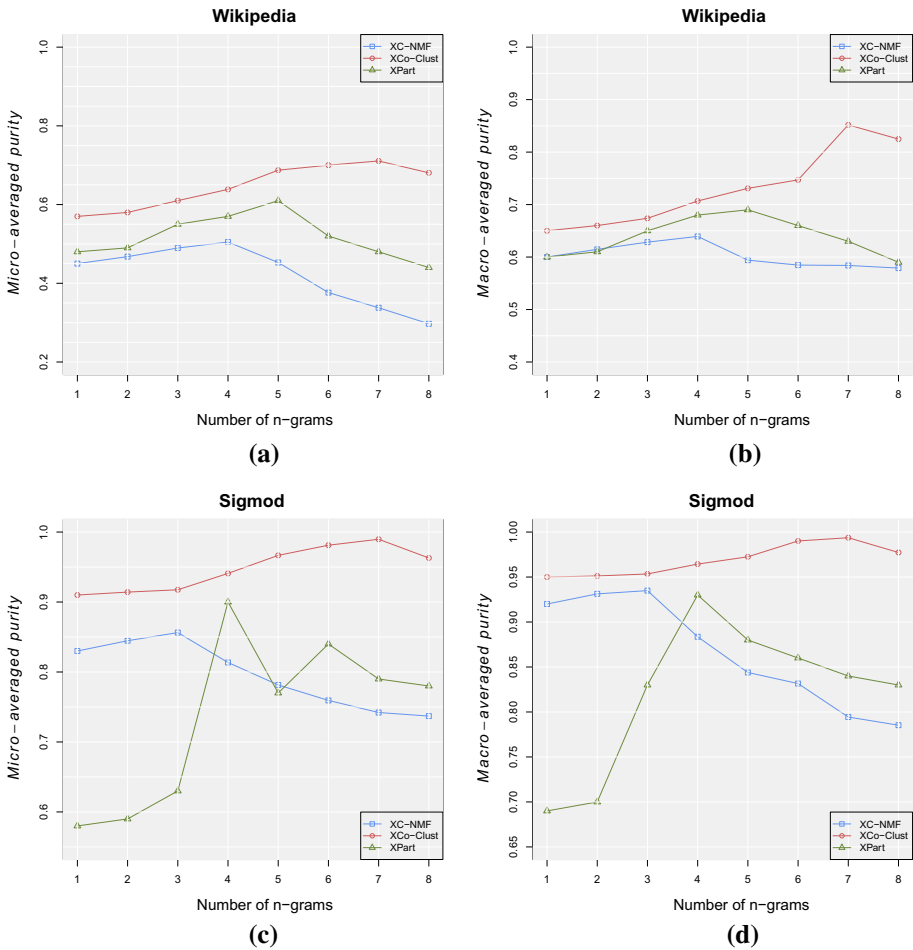 Wikipedia
XC−NMF
XCo−Clust
XPart
Micro−averaged purity
1.0
0.8
0.6
0.4
0.2
1 2 3 4 5 6 7 8
Number of n−grams
(a)
Wikipedia
XC−NMF
XCo−Clust
XPart
Macro−averaged purity
1.0
0.9
0.8
0.7
0.6
0.5
0.4
1 2 3 4 5 6 7 8
Number of n−grams
(b)
Sigmod
Micro−averaged purity
1.0
0.9
0.8
0.7
0.6
XC−NMF
XCo−Clust
XPart
1 2 3 4 5 6 7 8
Number of n−grams
(c)
Sigmod
Macro−averaged purity
1.00
0.95
0.90
0.85
0.80
0.75
0.70
0.65
XC−NMF
XCo−Clust
XPart
1 2 3 4 5 6 7 8
Number of n−grams
(d)